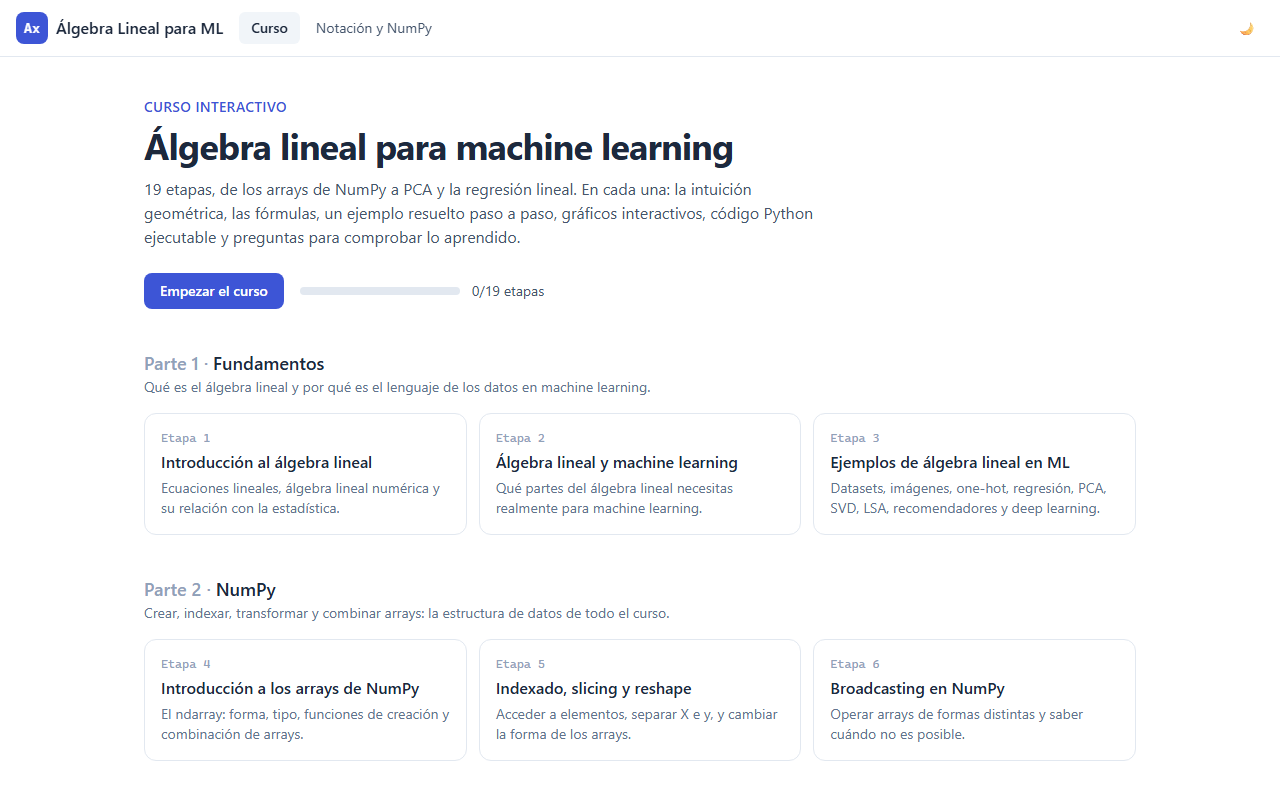 Ax Álgebra Lineal para ML Curso Notación y NumPy
CURSO INTERACTIVO
Álgebra lineal para machine learning
19 etapas, de los arrays de NumPy a PCA y la regresión lineal. En cada una: la intuición
geométrica, las fórmulas, un ejemplo resuelto paso a paso, gráficos interactivos, código Python
ejecutable y preguntas para comprobar lo aprendido.
Empezar el curso 0/19 etapas
Parte 1 · Fundamentos
Qué es el álgebra lineal y por qué es el lenguaje de los datos en machine learning.
Etapa 1
Introducción al álgebra lineal
Ecuaciones lineales, álgebra lineal numérica y
su relación con la estadística.
Etapa 2
Álgebra lineal y machine learning
Qué partes del álgebra lineal necesitas
realmente para machine learning.
Etapa 3
Ejemplos de álgebra lineal en ML
Datasets, imágenes, one-hot, regresión, PCA,
SVD, LSA, recomendadores y deep learning.
Parte 2 · NumPy
Crear, indexar, transformar y combinar arrays: la estructura de datos de todo el curso.
Etapa 4
Introducción a los arrays de NumPy
El ndarray: forma, tipo, funciones de creación y
combinación de arrays.
Etapa 5
Indexado, slicing y reshape
Acceder a elementos, separar X e y, y cambiar
la forma de los arrays.
Etapa 6
Broadcasting en NumPy
Operar arrays de formas distintas y saber
cuándo no es posible.